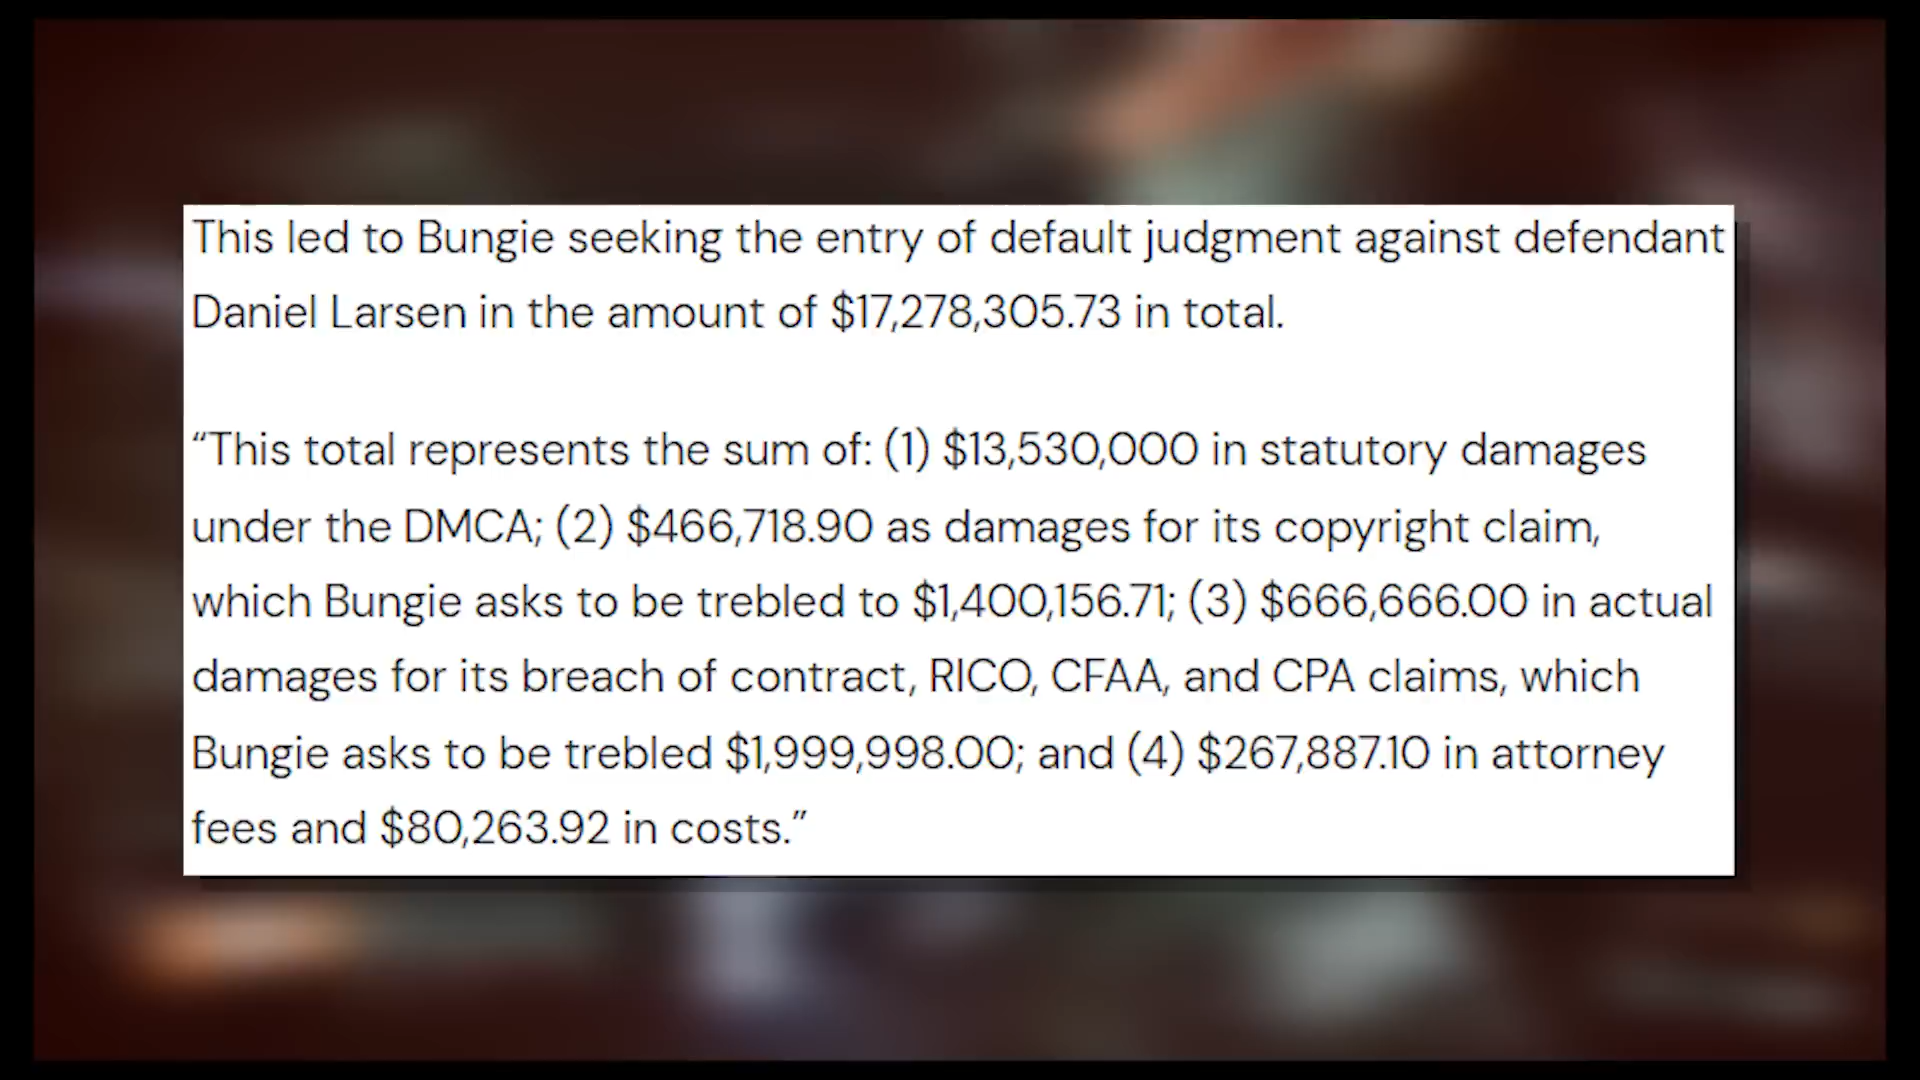 This led to Bungie seeking the entry of default judgment against defendant
Daniel Larsen in the amount of $17,278,305.73 in total.
“This total represents the sum of: (1) $13,530,000 in statutory damages
under the DMCA; (2) $466,718.90 as damages for its copyright claim,
which Bungie asks to be trebled to $1,400,156.71; (3) $666,666.00 in actual
damages for its breach of contract, RICO, CFAA, and CPA claims, which
Bungie asks to be trebled $1,999,998.00; and (4) $267,887.10 in attorney
fees and $80,263.92 in costs.”